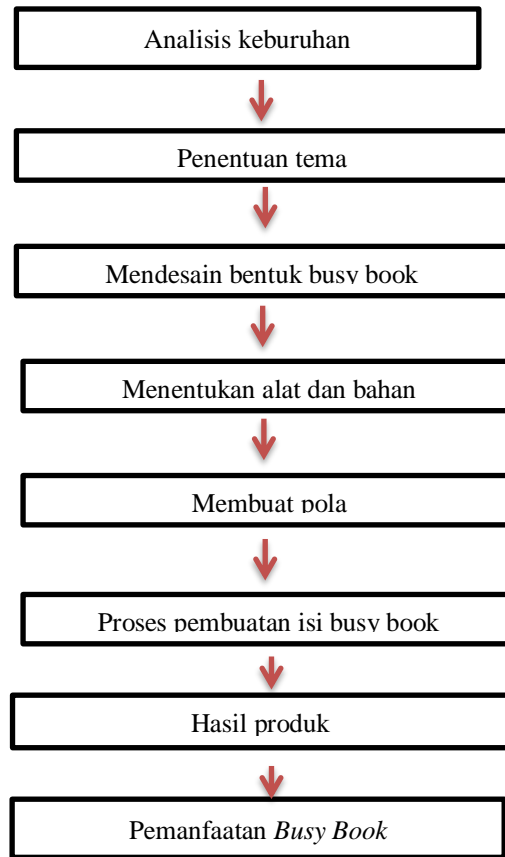 Analisis keburuhan
Penentuan tema
Mendesain bentuk busy book
Menentukan alat dan bahan
Membuat pola
Proses pembuatan isi busy book
Hasil produk
Pemanfaatan Busy Book